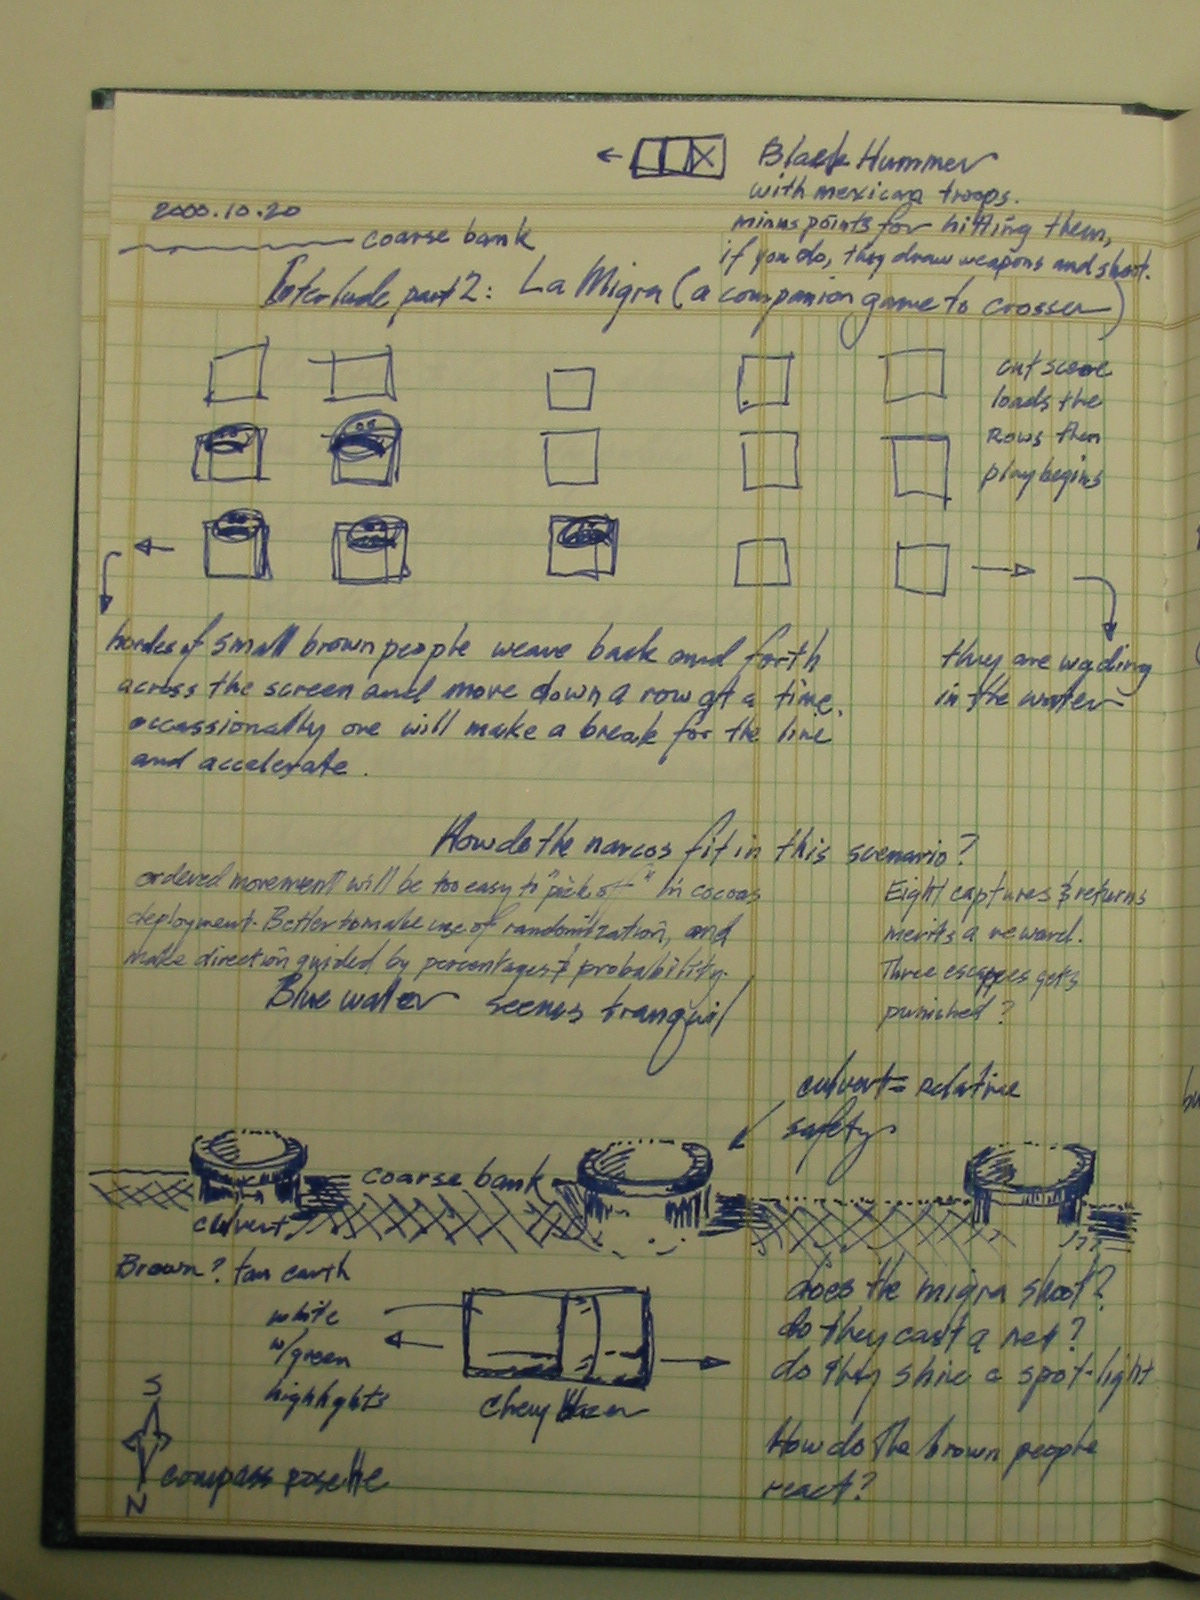 Black Hummer
with mexican troops.
minus points for hitting them,
if you do, they draw weapons and shoot.
2000.10.20
coarse bank
Interlude part 2: La Migra (a companion game to crosser)
cut scene
loads the
rows then
play begins
hordes of small brown people weave back and forth
across the screen and move down a row at a time.
occassionally one will make a break for the line
and accelerate.
they are wading
in the water
How do the narcos fit in this scenario?
ordered movement will be too easy to "pick off" in
deployment. Better to make use of randomization, and
make direction guided by percentages & probability.
Eight captures & returns
merits a reward.
Three escapees gets
punished?
Blue water seems tranquil
culvert = relative
safety
coarse bank
culvert
Brown? tan earth
white
w/green
highlights
Chevy Blazer
does the migra shoot?
do they cast a net?
do they shine a spot-light
How do the brown people
react?
S
N
compass rosette
bu